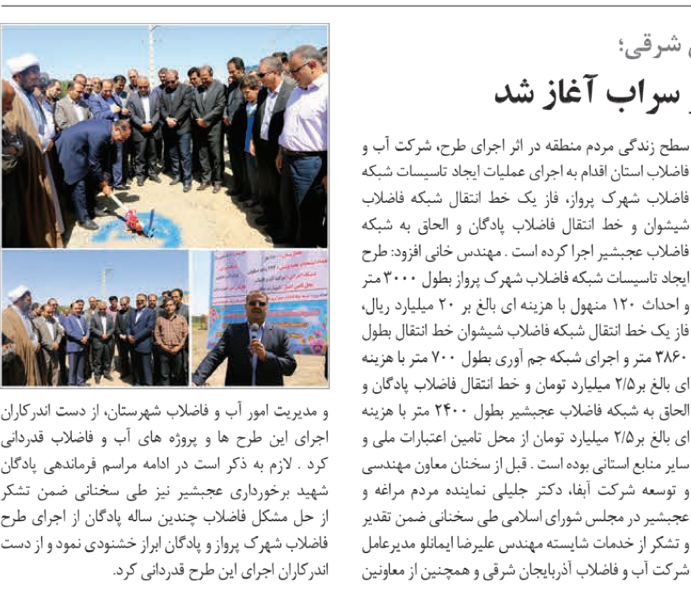 شرقی؛
سراب آغاز شد
سطح زندگی مردم منطقه در اثر اجرای طرح، شرکت آب و
فاضلاب استان اقدام به اجرای عملیات ایجاد تاسیسات شبکه
فاضلاب شهرک پرواز، فاز یک خط انتقال شبکه فاضلاب
شیشوان و خط انتقال فاضلاب پادگان و الحاق به شبکه
فاضلاب عجبشیر اجرا کرده است . مهندس خانی افزود: طرح
ایجاد تاسیسات شبکه فاضلاب شهرک پرواز بطول ۳۰۰۰ متر
و احداث ۱۲۰ منهول با هزینه ای بالغ بر ۲۰ میلیارد ریال،
فاز یک خط انتقال شبکه فاضلاب شیشوان خط انتقال بطول
۳۸۶۰ متر و اجرای شبکه جم آوری بطول ۷۰۰ متر با هزینه
ای بالغ بر۲/۵ میلیارد تومان و خط انتقال فاضلاب پادگان و
الحاق به شبکه فاضلاب عجبشیر بطول ۲۴۰۰ متر با هزینه
ای بالغ بر۲/۵ میلیارد تومان از محل تامین اعتبارات ملی و
سایر منابع استانی بوده است . قبل از سخنان معاون مهندسی
و توسعه شرکت آبفا، دکتر جلیلی نماینده مردم مراغه و
عجبشیر در مجلس شورای اسلامی طی سخنانی ضمن تقدیر
و تشکر از خدمات شایسته مهندس علیرضا ایمانلو مدیرعامل
شرکت آب و فاضلاب آذربایجان شرقی و همچنین از معاونین
و مدیریت امور آب و فاضلاب شهرستان، از دست اندرکاران
اجرای این طرح ها و پروژه های آب و فاضلاب قدردانی
کرد . لازم به ذکر است در ادامه مراسم فرماندهی پادگان
شهید برخورداری عجبشیر نیز طی سخنانی ضمن تشکر
از حل مشکل فاضلاب چندین ساله پادگان از اجرای طرح
فاضلاب شهرک پرواز و پادگان ابراز خشنودی نمود و از دست
اندرکاران اجرای این طرح قدردانی کرد.